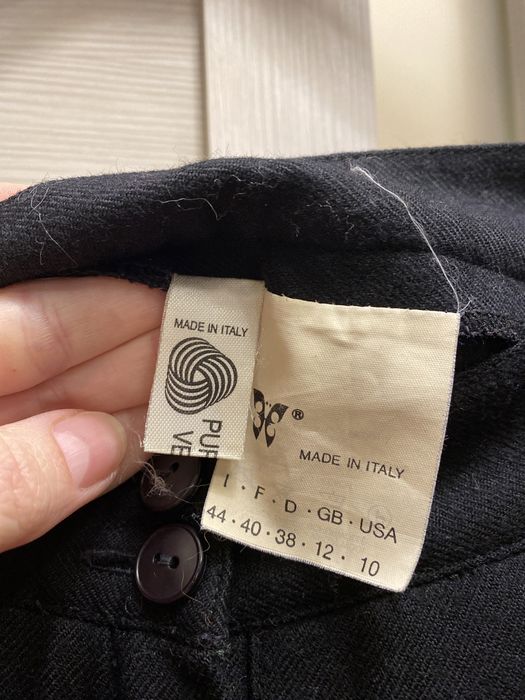 MADE IN ITALY
PUR
VE
®
MADE IN ITALY
I · F · D · GB · USA
44 · 40 · 38 · 12 · 10